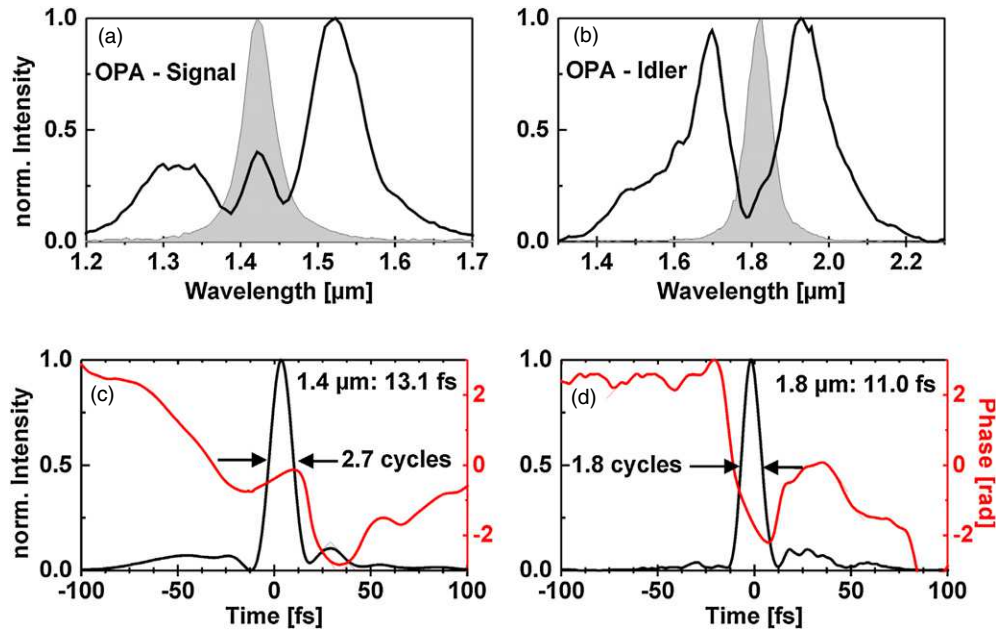 (a)
OPA - Signal
norm. Intensity
1.0
0.5
0.0
1.2 1.3 1.4 1.5 1.6 1.7
Wavelength [µm]
(b)
OPA - Idler
1.0
0.5
0.0
1.4 1.6 1.8 2.0 2.2
Wavelength [µm]
(c)
1.4 µm: 13.1 fs
2.7 cycles
norm. Intensity
1.0
0.5
0.0
2
0
-2
-100 -50 0 50 100
Time [fs]
(d)
1.8 µm: 11.0 fs
1.8 cycles
1.0
0.5
0.0
2
0
-2
Phase [rad]
-100 -50 0 50 100
Time [fs]